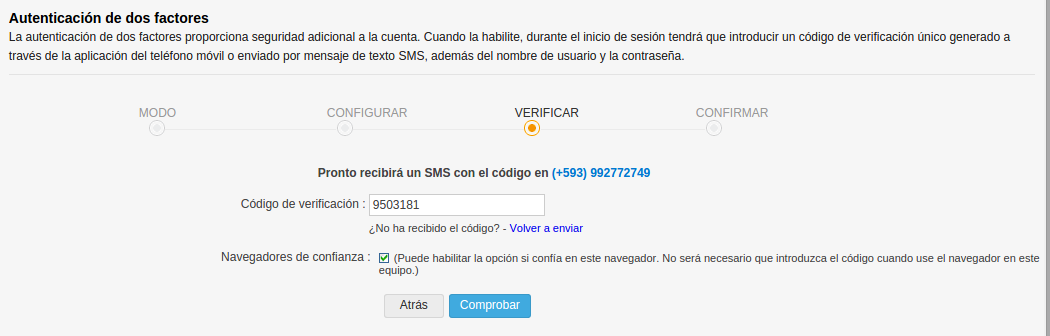 Autenticación de dos factores
La autenticación de dos factores proporciona seguridad adicional a la cuenta. Cuando la habilite, durante el inicio de sesión tendrá que introducir un código de verificación único generado a
través de la aplicación del teléfono móvil o enviado por mensaje de texto SMS, además del nombre de usuario y la contraseña.
MODO CONFIGURAR VERIFICAR CONFIRMAR
Pronto recibirá un SMS con el código en (+593) 992772749
Código de verificación : 9503181
¿No ha recibido el código? - Volver a enviar
Navegadores de confianza : (Puede habilitar la opción si confía en este navegador. No será necesario que introduzca el código cuando use el navegador en este
equipo.)
Atrás Comprobar